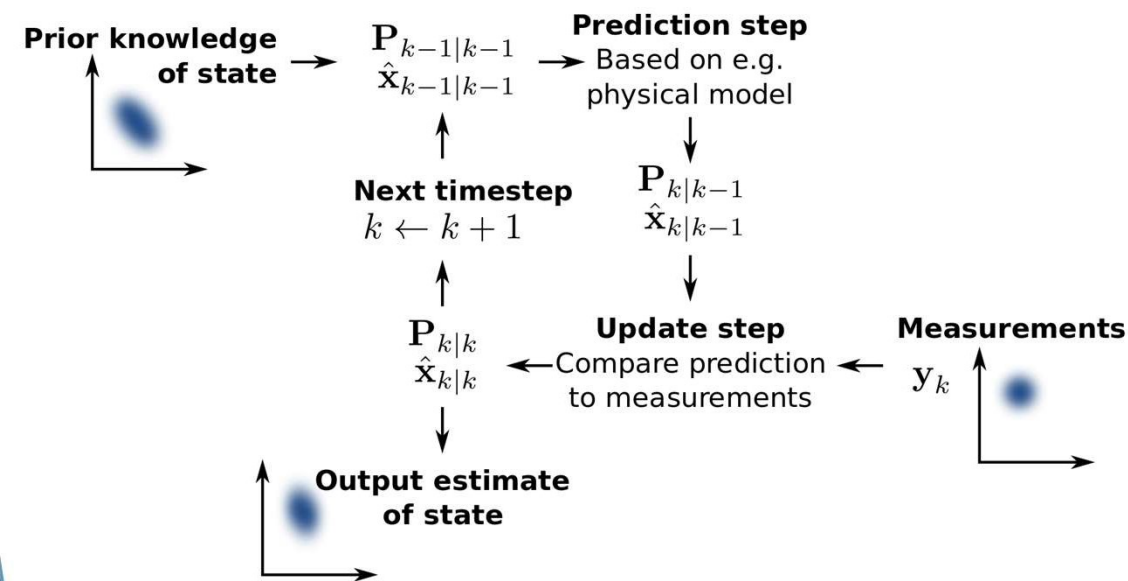 Prior knowledge
of state
P_{k−1|k−1}
x̂_{k−1|k−1}
Prediction step
Based on e.g.
physical model
P_{k|k−1}
x̂_{k|k−1}
Next timestep
k ← k + 1
P_{k|k}
x̂_{k|k}
Update step
Compare prediction
to measurements
Measurements
y_k
Output estimate
of state